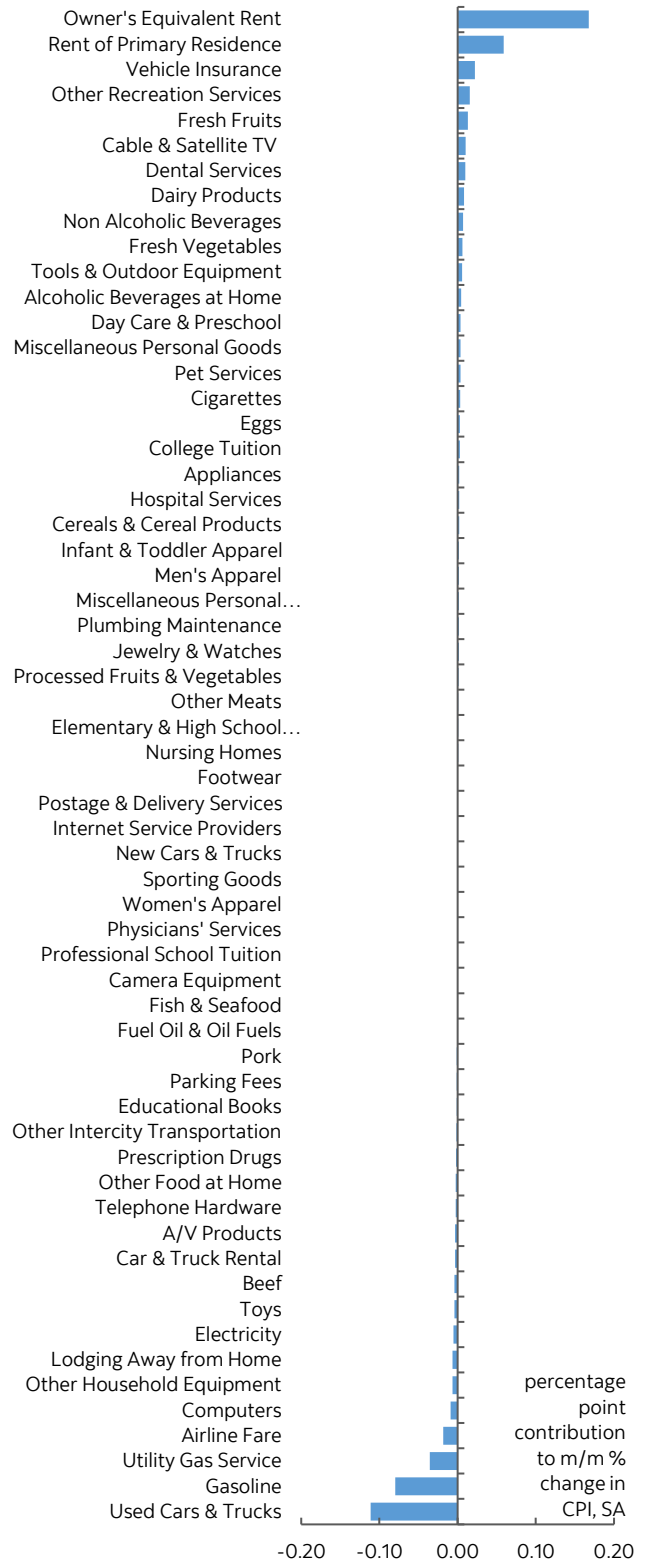 Owner's Equivalent Rent
Rent of Primary Residence
Vehicle Insurance
Other Recreation Services
Fresh Fruits
Cable & Satellite TV
Dental Services
Dairy Products
Non Alcoholic Beverages
Fresh Vegetables
Tools & Outdoor Equipment
Alcoholic Beverages at Home
Day Care & Preschool
Miscellaneous Personal Goods
Pet Services
Cigarettes
Eggs
College Tuition
Appliances
Hospital Services
Cereals & Cereal Products
Infant & Toddler Apparel
Men's Apparel
Miscellaneous Personal…
Plumbing Maintenance
Jewelry & Watches
Processed Fruits & Vegetables
Other Meats
Elementary & High School…
Nursing Homes
Footwear
Postage & Delivery Services
Internet Service Providers
New Cars & Trucks
Sporting Goods
Women's Apparel
Physicians' Services
Professional School Tuition
Camera Equipment
Fish & Seafood
Fuel Oil & Oil Fuels
Pork
Parking Fees
Educational Books
Other Intercity Transportation
Prescription Drugs
Other Food at Home
Telephone Hardware
A/V Products
Car & Truck Rental
Beef
Toys
Electricity
Lodging Away from Home
Other Household Equipment
Computers
Airline Fare
Utility Gas Service
Gasoline
Used Cars & Trucks
percentage
point
contribution
to m/m %
change in
CPI, SA
-0.20 -0.10 0.00 0.10 0.20